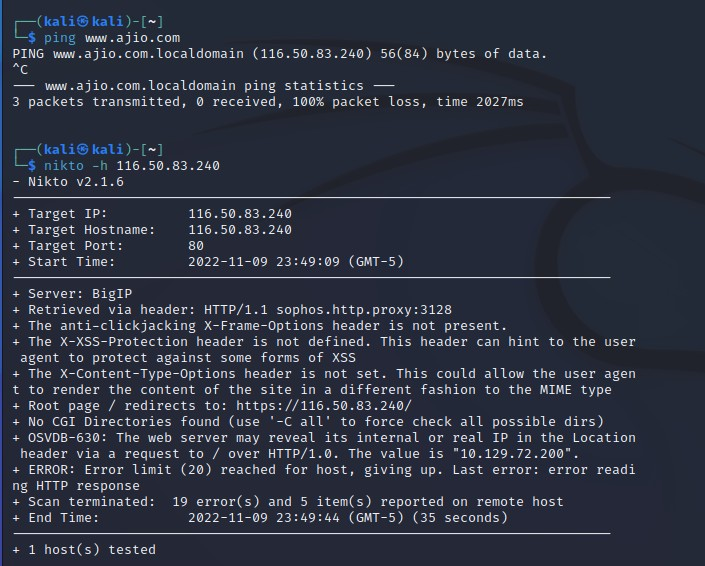 ┌──(kali㉿kali)-[~]
└─$ ping www.ajio.com
PING www.ajio.com.localdomain (116.50.83.240) 56(84) bytes of data.
^C
── www.ajio.com.localdomain ping statistics ──
3 packets transmitted, 0 received, 100% packet loss, time 2027ms
┌──(kali㉿kali)-[~]
└─$ nikto -h 116.50.83.240
- Nikto v2.1.6
+ Target IP: 116.50.83.240
+ Target Hostname: 116.50.83.240
+ Target Port: 80
+ Start Time: 2022-11-09 23:49:09 (GMT-5)
+ Server: BigIP
+ Retrieved via header: HTTP/1.1 sophos.http.proxy:3128
+ The anti-clickjacking X-Frame-Options header is not present.
+ The X-XSS-Protection header is not defined. This header can hint to the user
agent to protect against some forms of XSS
+ The X-Content-Type-Options header is not set. This could allow the user agen
t to render the content of the site in a different fashion to the MIME type
+ Root page / redirects to: https://116.50.83.240/
+ No CGI Directories found (use '-C all' to force check all possible dirs)
+ OSVDB-630: The web server may reveal its internal or real IP in the Location
header via a request to / over HTTP/1.0. The value is "10.129.72.200".
+ ERROR: Error limit (20) reached for host, giving up. Last error: error readi
ng HTTP response
+ Scan terminated: 19 error(s) and 5 item(s) reported on remote host
+ End Time: 2022-11-09 23:49:44 (GMT-5) (35 seconds)
+ 1 host(s) tested